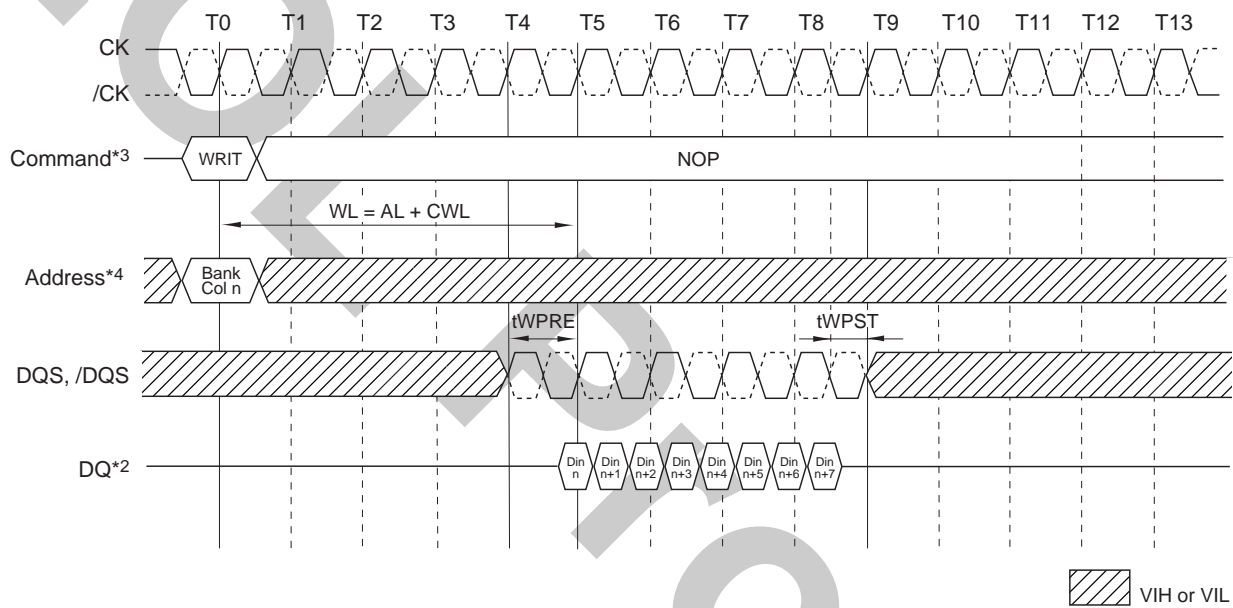 T0 T1 T2 T3 T4 T5 T6 T7 T8 T9 T10 T11 T12 T13
CK
/CK
Command*3
WRIT
NOP
WL = AL + CWL
Address*4
Bank
Col n
tWPRE
tWPST
DQS, /DQS
DQ*2
Din
n
Din
n+1
Din
n+2
Din
n+3
Din
n+4
Din
n+5
Din
n+6
Din
n+7
VIH or VIL